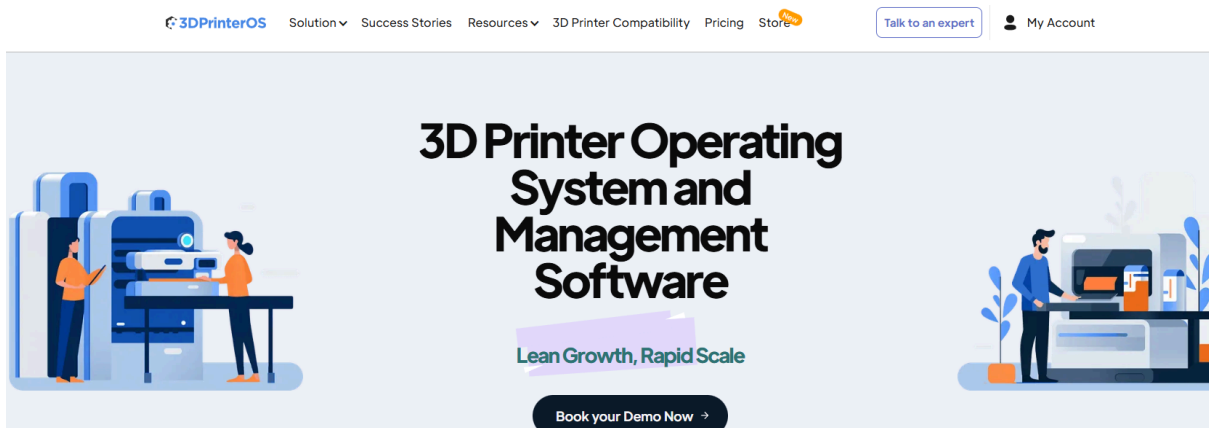 3DPrinterOS Solution Success Stories Resources 3D Printer Compatibility Pricing Store New Talk to an expert My Account
3D Printer Operating
System and
Management
Software
Lean Growth, Rapid Scale
Book your Demo Now →